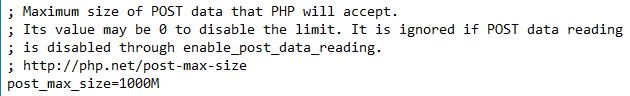 ; Maximum size of POST data that PHP will accept.
; Its value may be 0 to disable the limit. It is ignored if POST data reading
; is disabled through enable_post_data_reading.
; http://php.net/post-max-size
post_max_size=1000M